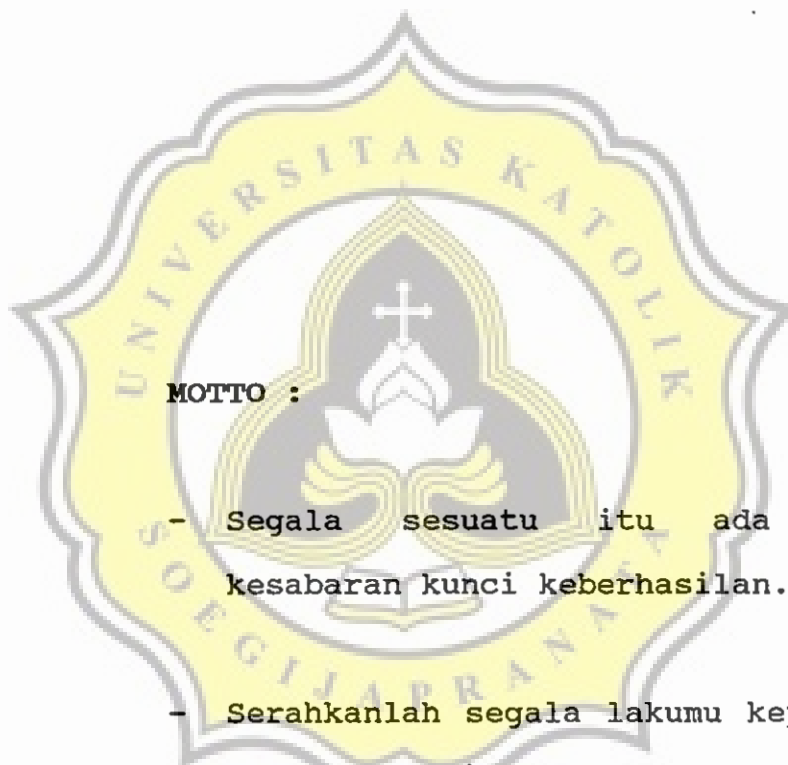 UNIVERSITAS KATOLIK
MOTTO :
- Segala sesuatu itu ada
kesabaran kunci keberhasilan.
- Serahkanlah segala lakumu
SOEGIJAPRANATA